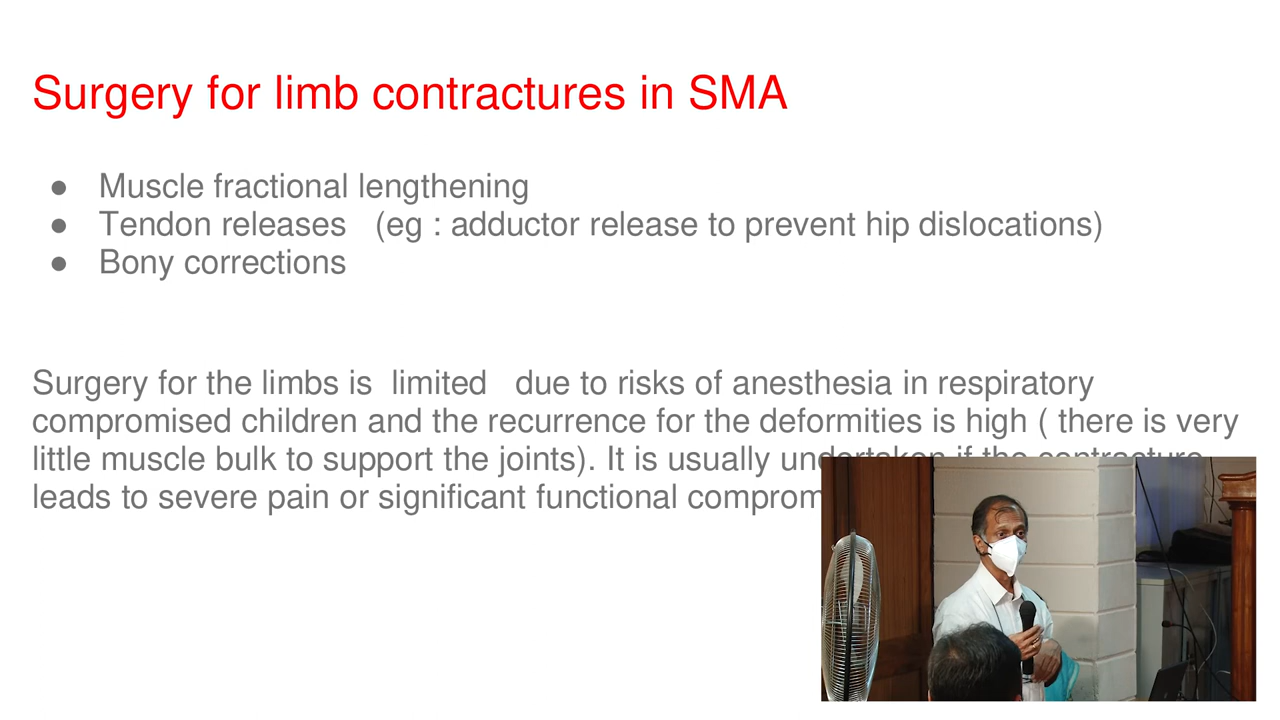 Surgery for limb contractures in SMA
● Muscle fractional lengthening
● Tendon releases (eg : adductor release to prevent hip dislocations)
● Bony corrections
Surgery for the limbs is limited due to risks of anesthesia in respiratory
compromised children and the recurrence for the deformities is high ( there is very
little muscle bulk to support the joints). It is usually undertaken if the contracture
leads to severe pain or significant functional